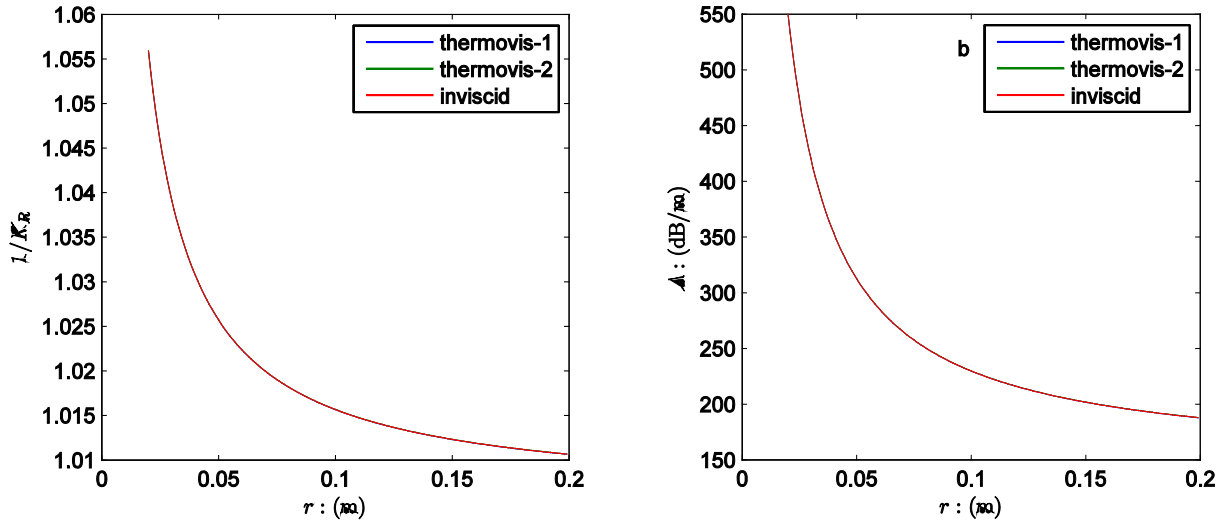 1.06
1.055
1.05
1.045
1.04
1.035
1.03
1.025
1.02
1.015
1.01
1/K_R
thermovis-1
thermovis-2
inviscid
0
0.05
0.1
0.15
0.2
r : (m)
550
500
450
400
350
300
250
200
150
A : (dB/m)
b
thermovis-1
thermovis-2
inviscid
0
0.05
0.1
0.15
0.2
r : (m)